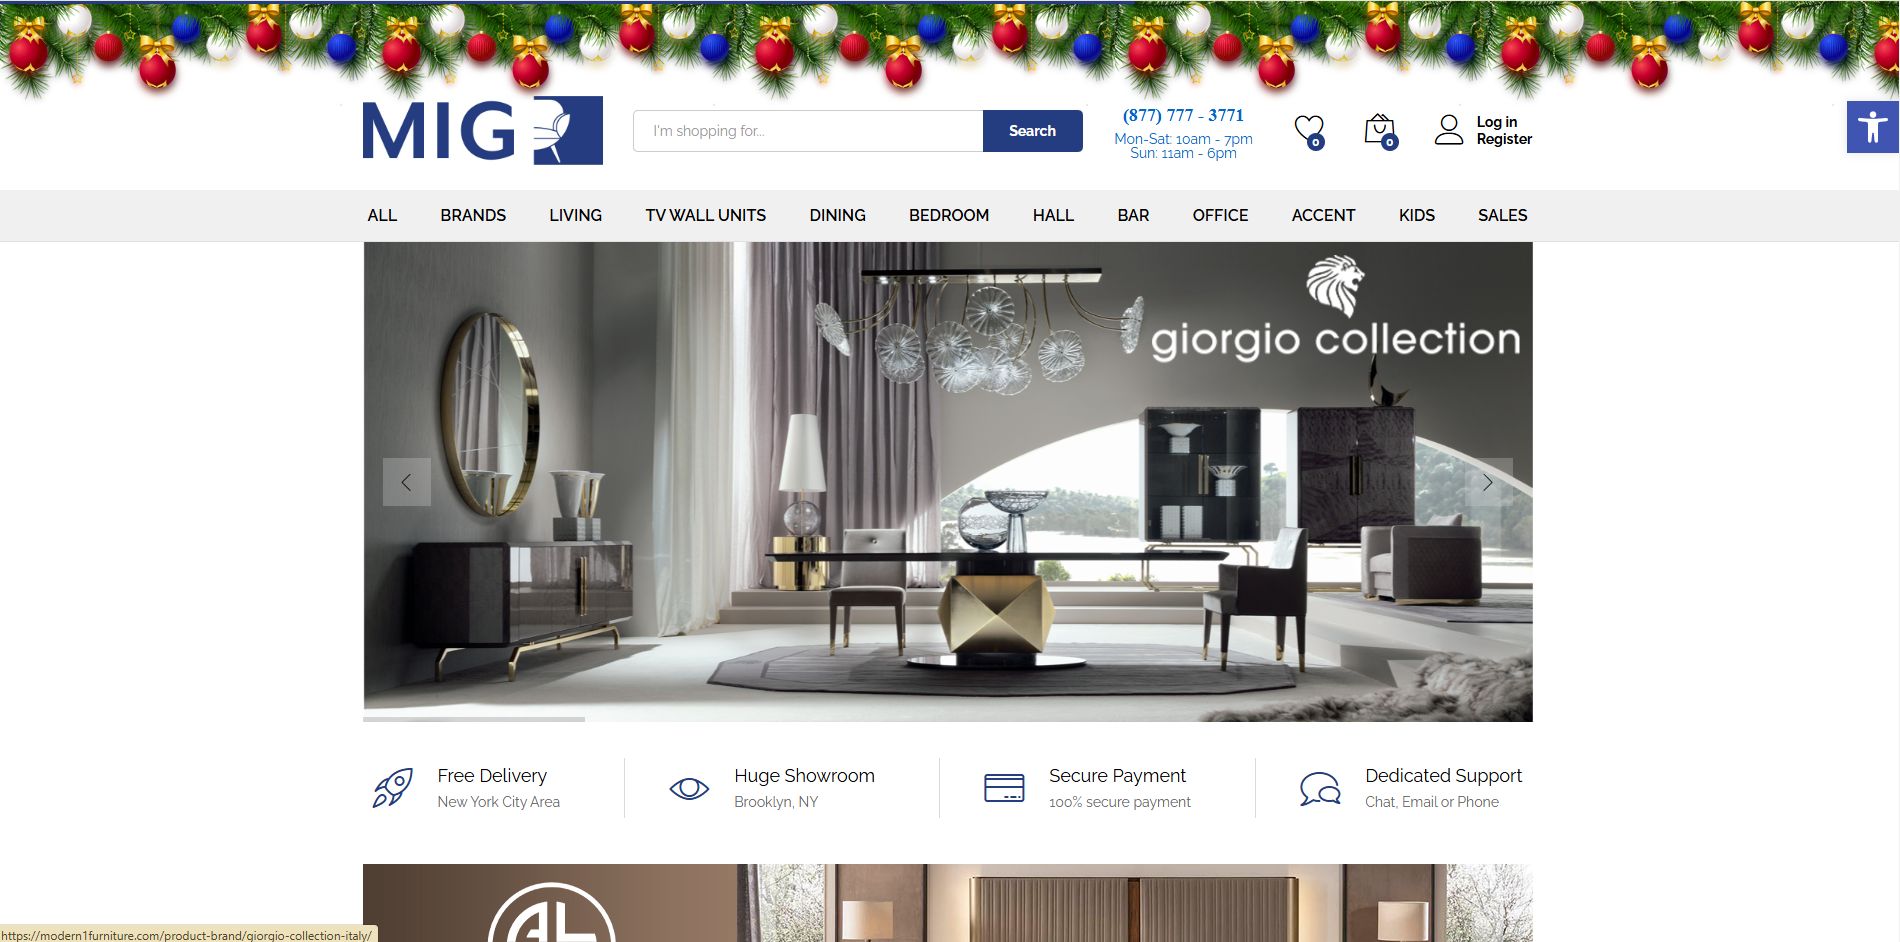 MIG
I'm shopping for...
Search
(877) 777 - 3771
Mon-Sat: 10am - 7pm
Sun: 11am - 6pm
0
0
Log in
Register
ALL
BRANDS
LIVING
TV WALL UNITS
DINING
BEDROOM
HALL
BAR
OFFICE
ACCENT
KIDS
SALES
giorgio collection
Free Delivery
New York City Area
Huge Showroom
Brooklyn, NY
Secure Payment
100% secure payment
Dedicated Support
Chat, Email or Phone
https://modern1furniture.com/product-brand/giorgio-collection-italy/